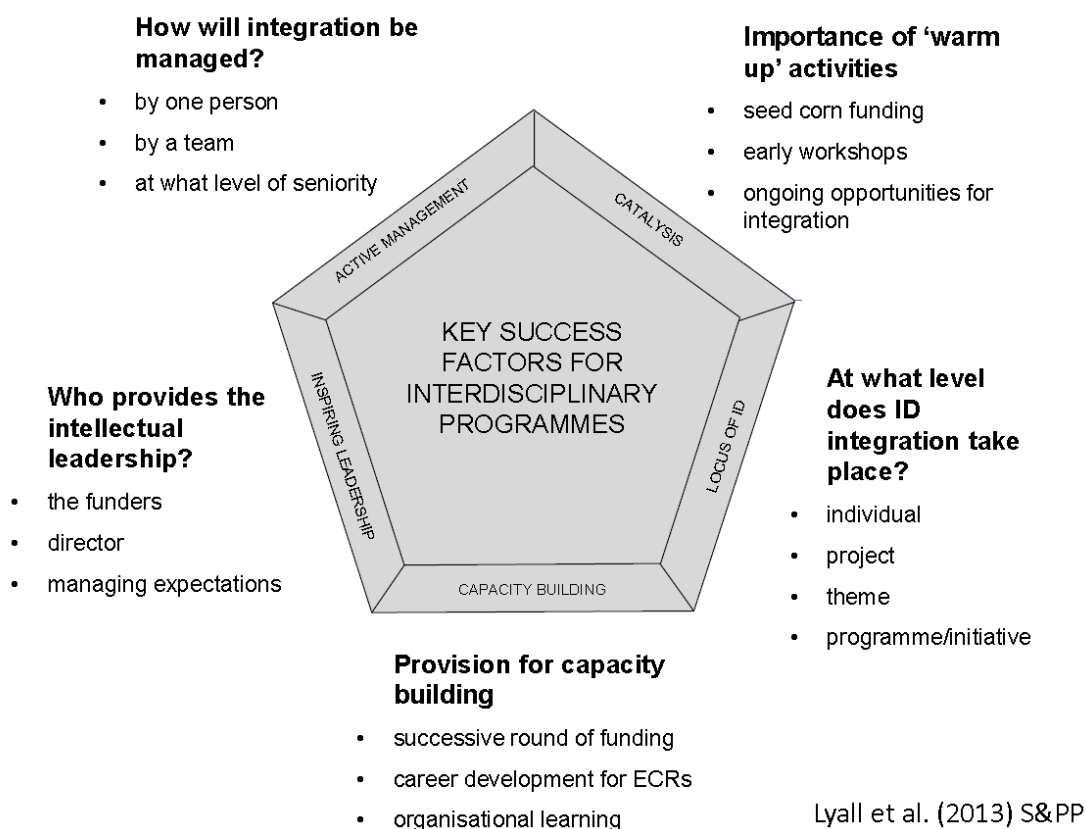 How will integration be
managed?
• by one person
• by a team
• at what level of seniority
Importance of ‘warm
up’ activities
• seed corn funding
• early workshops
• ongoing opportunities for
integration
ACTIVE MANAGEMENT
CATALYSIS
KEY SUCCESS
FACTORS FOR
INTERDISCIPLINARY
PROGRAMMES
INSPIRING LEADERSHIP
LOCUS OF ID
CAPACITY BUILDING
Who provides the
intellectual
leadership?
• the funders
• director
• managing expectations
At what level
does ID
integration take
place?
• individual
• project
• theme
• programme/initiative
Provision for capacity
building
• successive round of funding
• career development for ECRs
• organisational learning
Lyall et al. (2013) S&PP